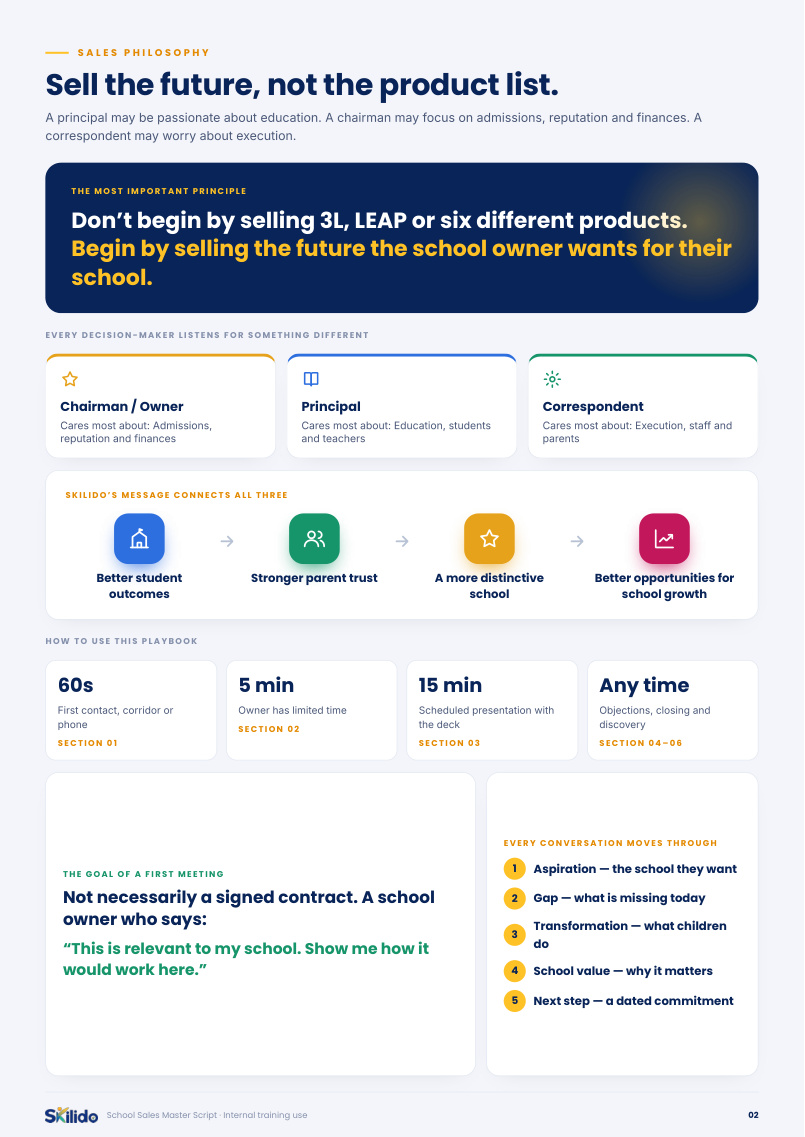 SALES PHILOSOPHY
Sell the future, not the product list.
A principal may be passionate about education. A chairman may focus on admissions, reputation and finances. A
correspondent may worry about execution.
THE MOST IMPORTANT PRINCIPLE
Don’t begin by selling 3L, LEAP or six different products.
Begin by selling the future the school owner wants for their
school.
EVERY DECISION-MAKER LISTENS FOR SOMETHING DIFFERENT
Chairman / Owner
Cares most about: Admissions,
reputation and finances
Principal
Cares most about: Education, students
and teachers
Correspondent
Cares most about: Execution, staff and
parents
SKILIDO’S MESSAGE CONNECTS ALL THREE
Better student
outcomes
Stronger parent trust
A more distinctive
school
Better opportunities for
school growth
HOW TO USE THIS PLAYBOOK
60s
First contact, corridor or
phone
SECTION 01
5 min
Owner has limited time
SECTION 02
15 min
Scheduled presentation with
the deck
SECTION 03
Any time
Objections, closing and
discovery
SECTION 04–06
THE GOAL OF A FIRST MEETING
Not necessarily a signed contract. A school
owner who says:
“This is relevant to my school. Show me how it
would work here.”
EVERY CONVERSATION MOVES THROUGH
1 Aspiration — the school they want
2 Gap — what is missing today
3 Transformation — what children
do
4 School value — why it matters
5 Next step — a dated commitment
Skilido School Sales Master Script · Internal training use
02